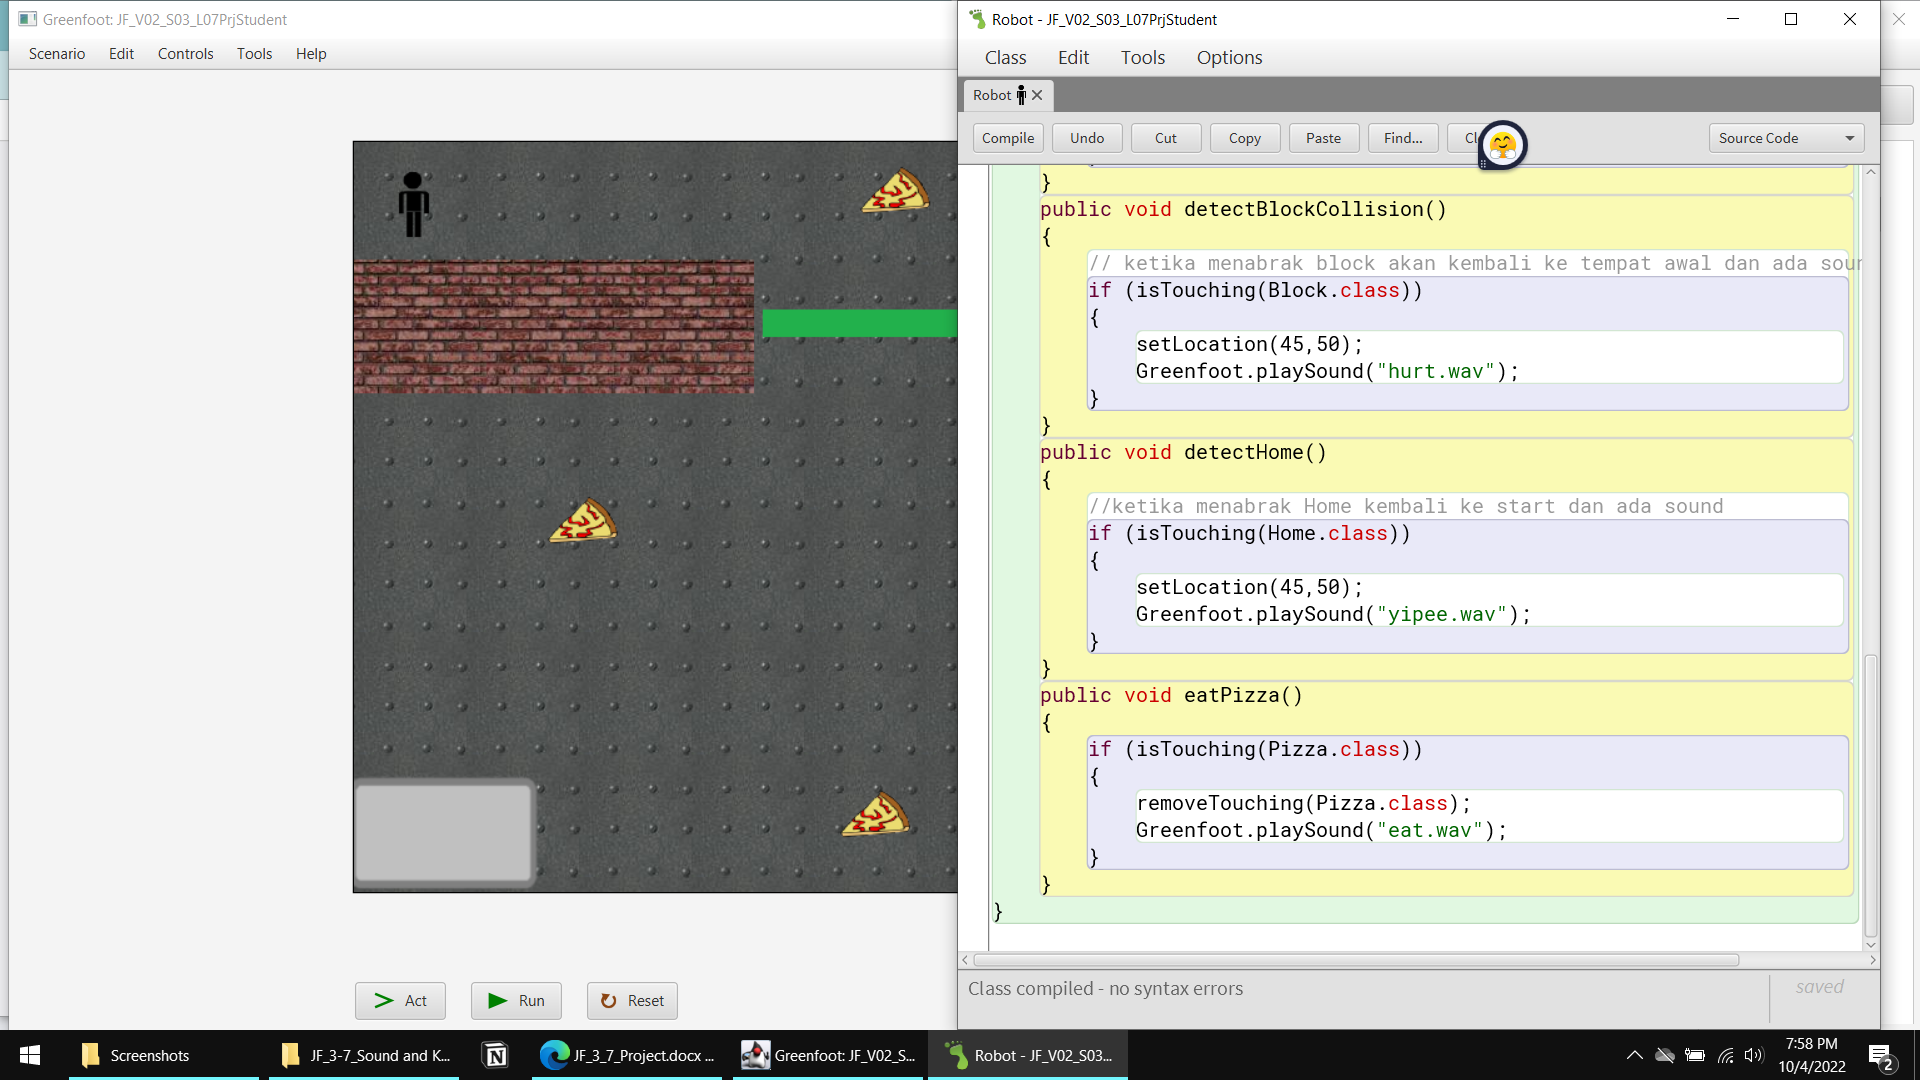 Greenfoot: JF_V02_S03_L07PrjStudent
Scenario Edit Controls Tools Help
Act
Run
Reset
Robot - JF_V02_S03_L07PrjStudent
Class Edit Tools Options
Robot
Compile Undo Cut Copy Paste Find... Source Code
}
public void detectBlockCollision()
{
// ketika menabrak block akan kembali ke tempat awal dan ada
if (isTouching(Block.class))
{
setLocation(45,50);
Greenfoot.playSound("hurt.wav");
}
}
public void detectHome()
{
//ketika menabrak Home kembali ke start dan ada sound
if (isTouching(Home.class))
{
setLocation(45,50);
Greenfoot.playSound("yipee.wav");
}
}
public void eatPizza()
{
if (isTouching(Pizza.class))
{
removeTouching(Pizza.class);
Greenfoot.playSound("eat.wav");
}
}
}
Class compiled - no syntax errors
saved
Screenshots
JF_3-7_Sound and K...
JF_3_7_Project.docx ...
Greenfoot: JF_V02_S...
Robot - JF_V02_S03...
7:58 PM
10/4/2022
2